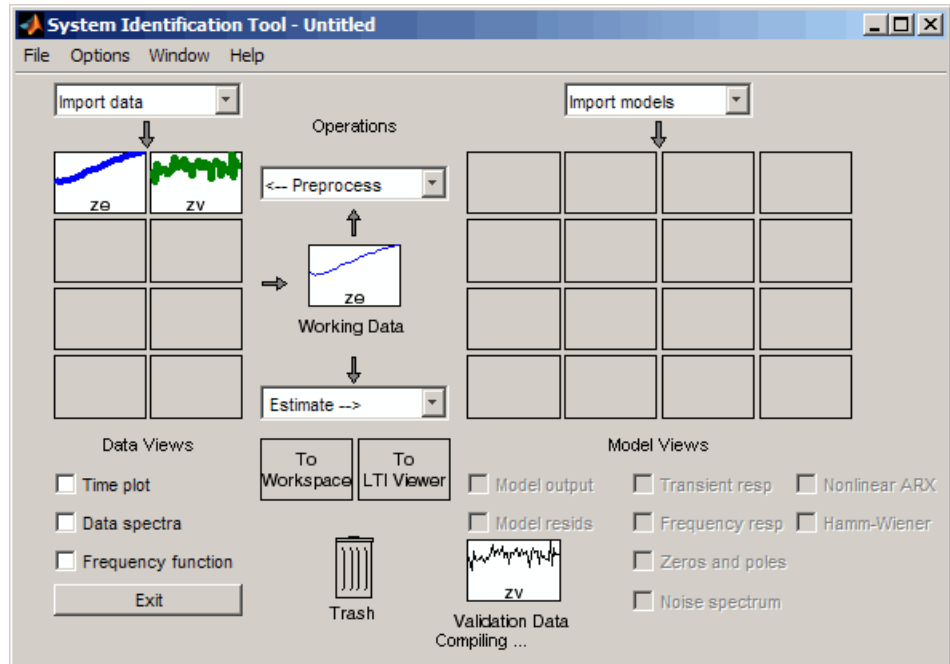 System Identification Tool - Untitled
File Options Window Help
Import data
Import models
Operations
ze zv
<-- Preprocess
ze
Working Data
Estimate -->
Data Views
Model Views
To Workspace
To LTI Viewer
Time plot
Data spectra
Frequency function
Exit
Trash
Model output
Transient resp
Nonlinear ARX
Model resids
Frequency resp
Hamm-Wiener
Zeros and poles
Noise spectrum
zv
Validation Data
Compiling ...